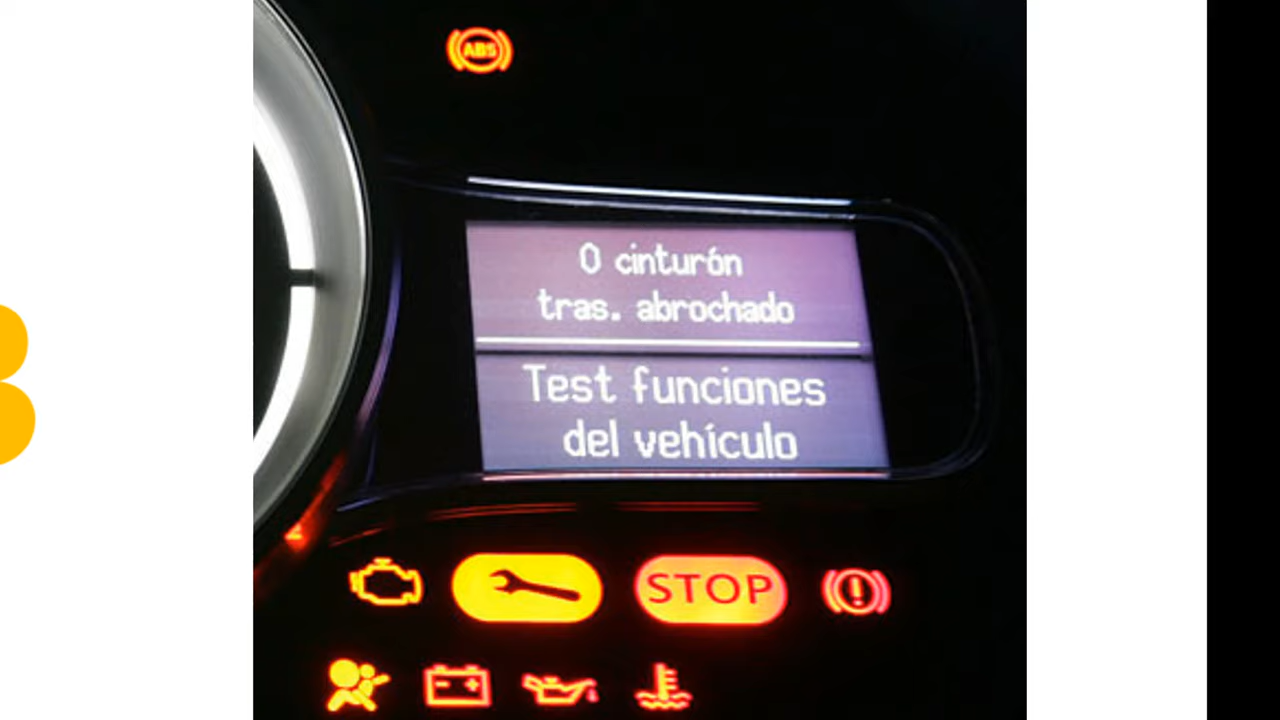 ABS
0 cinturón
tras. abrochado
Test funciones
del vehículo
STOP